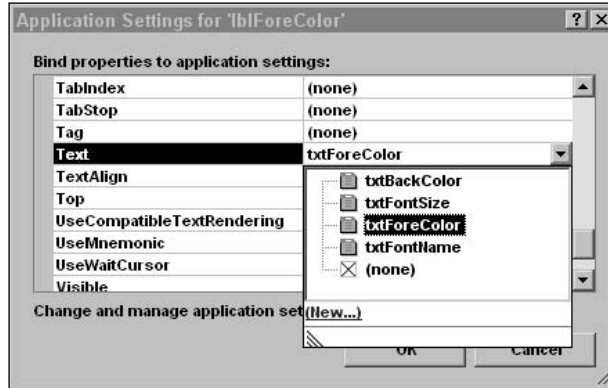 Application Settings for 'lblForeColor'
? X
Bind properties to application settings:
TabIndex (none)
TabStop (none)
Tag (none)
Text txtForeColor
TextAlign
Top
UseCompatibleTextRendering
UseMnemonic
UseWaitCursor
Visible
txtBackColor
txtFontSize
txtForeColor
txtFontName
(none)
(New...)
Change and manage application set
OK Cancel